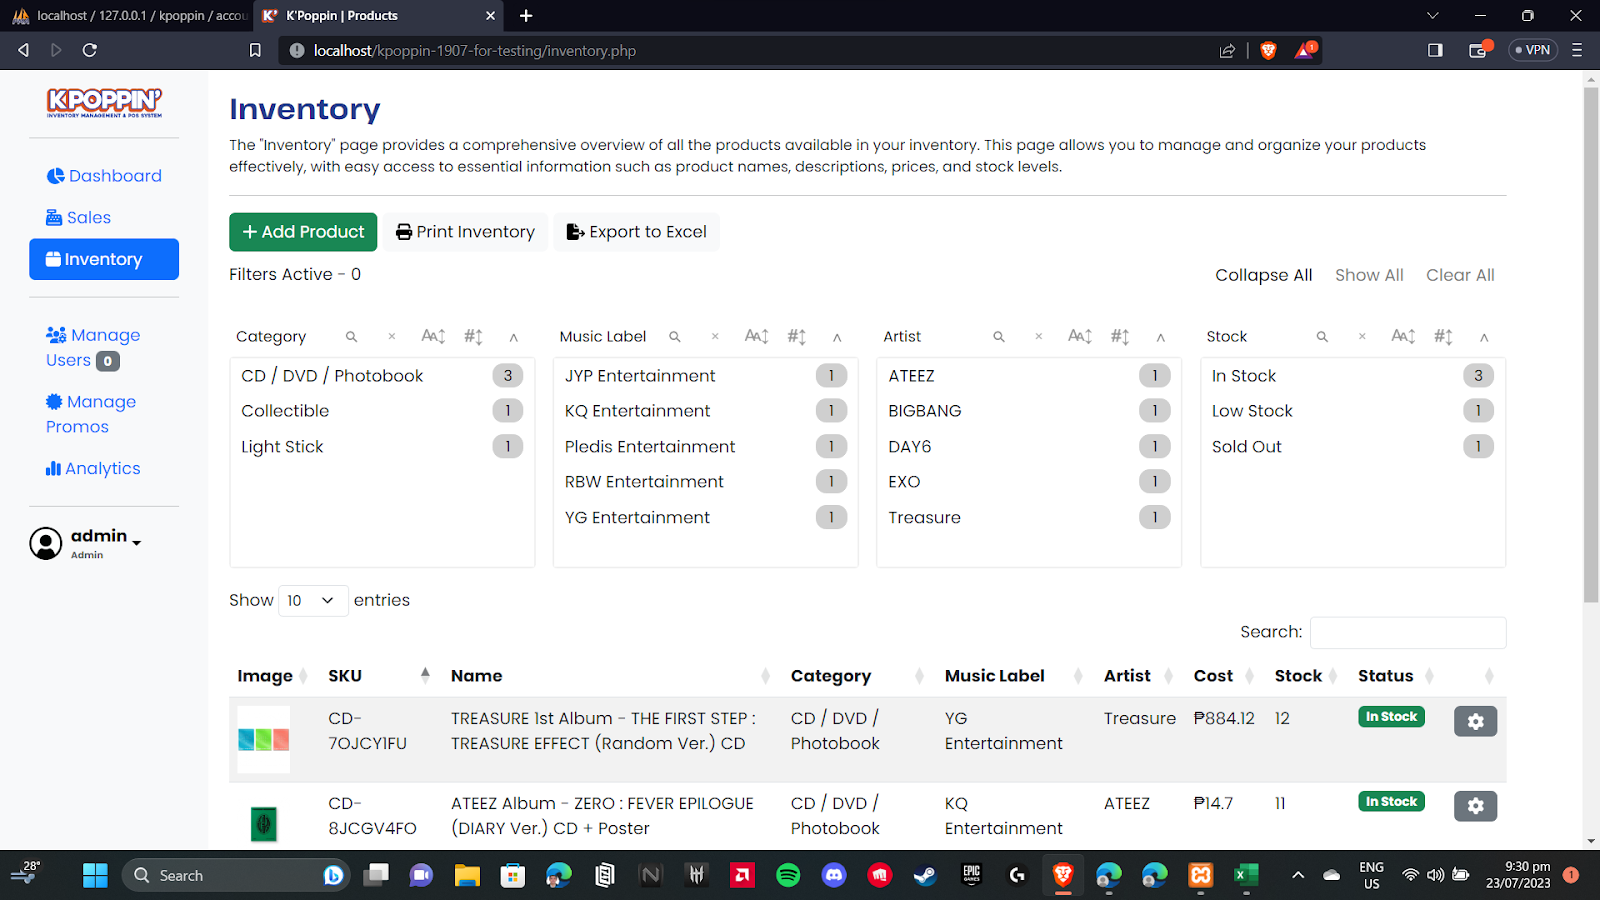 localhost / 127.0.0.1 / kpoppin / accou
K'Poppin | Products
localhost/kpoppin-1907-for-testing/inventory.php
1
VPN
KPOPPIN'
INVENTORY MANAGEMENT & POS SYSTEM
Dashboard
Sales
Inventory
Manage
Users 0
Manage
Promos
Analytics
admin
Admin
Inventory
The "Inventory" page provides a comprehensive overview of all the products available in your inventory. This page allows you to manage and organize your products
effectively, with easy access to essential information such as product names, descriptions, prices, and stock levels.
+ Add Product Print Inventory Export to Excel
Filters Active - 0
Collapse All Show All Clear All
Category
CD / DVD / Photobook 3
Collectible 1
Light Stick 1
Music Label
JYP Entertainment 1
KQ Entertainment 1
Pledis Entertainment 1
RBW Entertainment 1
YG Entertainment 1
Artist
ATEEZ 1
BIGBANG 1
DAY6 1
EXO 1
Treasure 1
Stock
In Stock 3
Low Stock 1
Sold Out 1
Show 10 entries
Search:
Image SKU Name Category Music Label Artist Cost Stock Status
CD-
7OJCY1FU
TREASURE 1st Album - THE FIRST STEP :
TREASURE EFFECT (Random Ver.) CD
CD / DVD /
Photobook
YG
Entertainment
Treasure
₱884.12
12
In Stock
CD-
8JCGV4FO
ATEEZ Album - ZERO : FEVER EPILOGUE
(DIARY Ver.) CD + Poster
CD / DVD /
Photobook
KQ
Entertainment
ATEEZ
₱14.7
11
In Stock
28°
Search
EPIC
GAMES
ENG
US
9:30 pm
23/07/2023
1